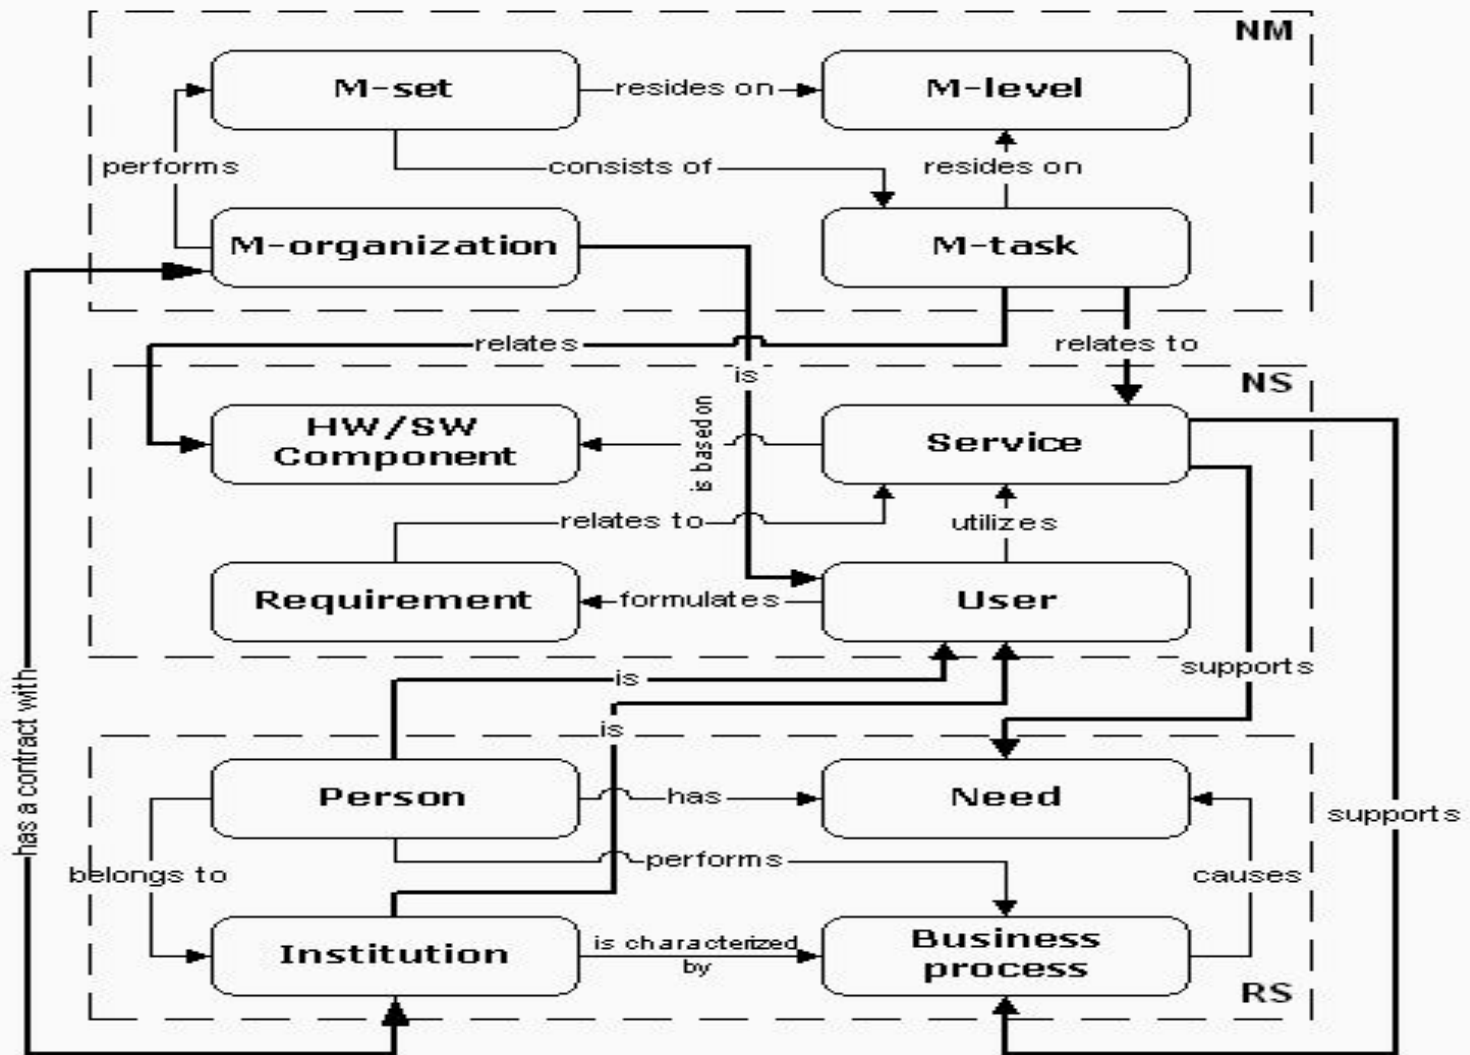 NM
M-set
resides on
M-level
performs
consists of
resides on
M-organization
M-task
relates
relates to
is
NS
HW/SW
Component
is based on
Service
relates to
utilizes
Requirement
formulates
User
has a contract with
is
supports
is
Person
has
Need
supports
performs
belongs to
causes
Institution
is characterized
by
Business
process
RS